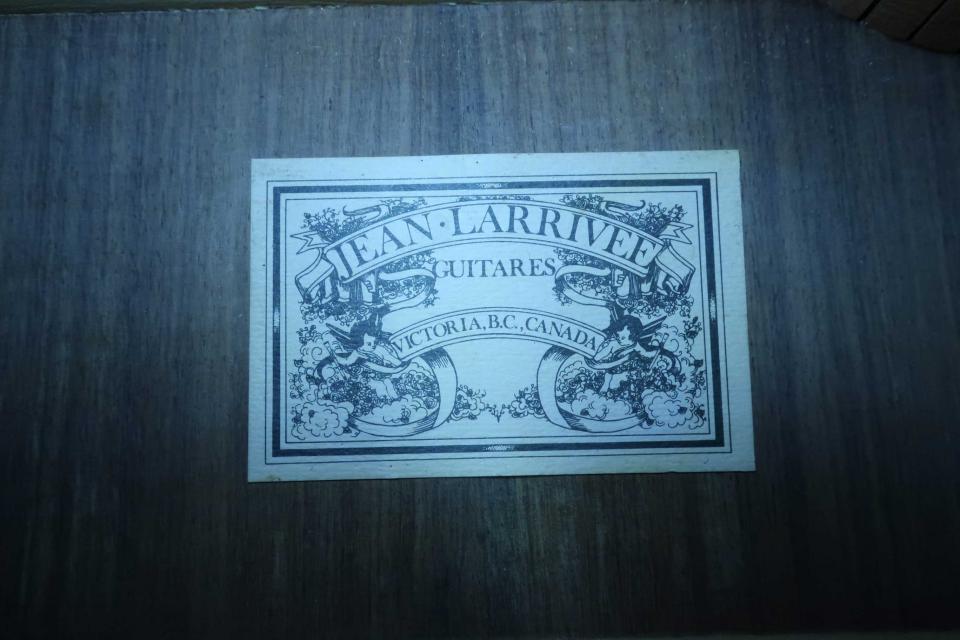 JEAN·LARRIVEE
GUITARES
VICTORIA, B.C., CANADA